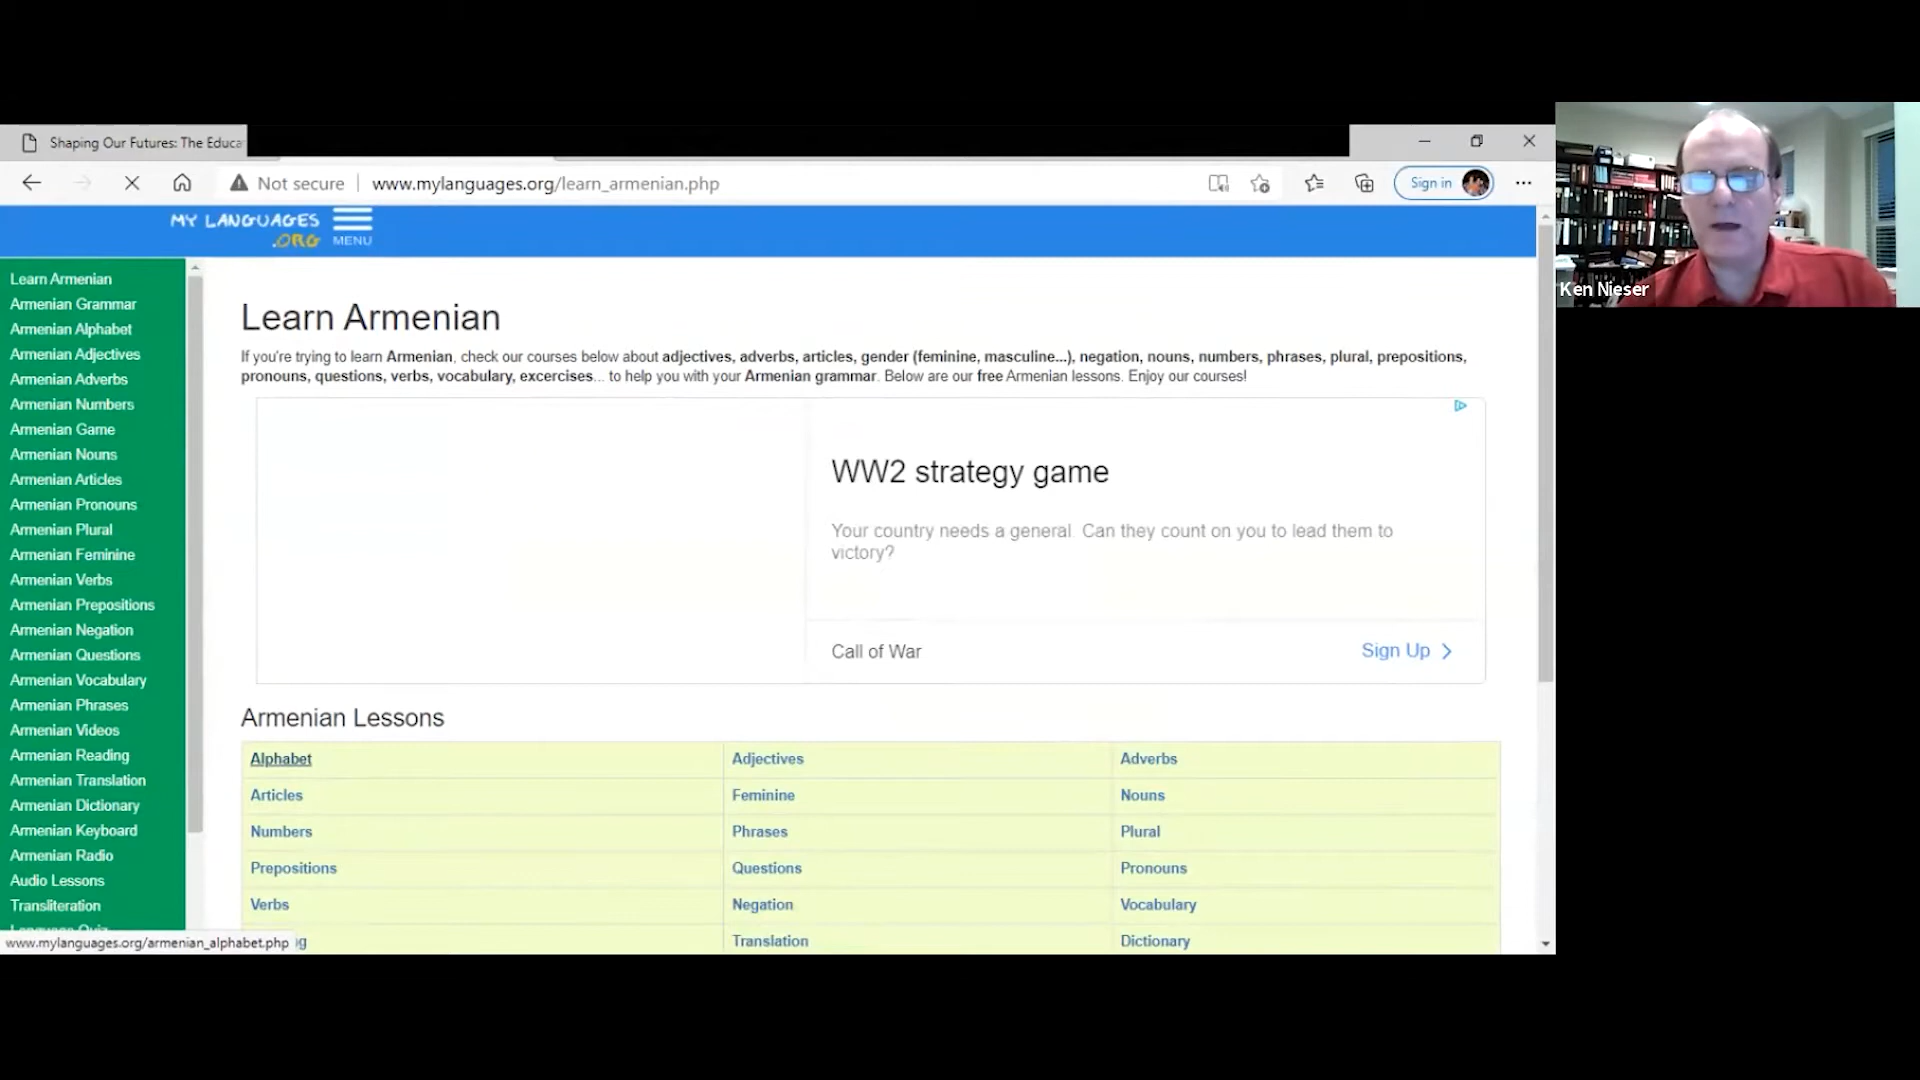 Shaping Our Futures: The Educa
Not secure
www.mylanguages.org/learn_armenian.php
Sign in
MY LANGUAGES
.ORG
MENU
Learn Armenian
Armenian Grammar
Armenian Alphabet
Armenian Adjectives
Armenian Adverbs
Armenian Numbers
Armenian Game
Armenian Nouns
Armenian Articles
Armenian Pronouns
Armenian Plural
Armenian Feminine
Armenian Verbs
Armenian Prepositions
Armenian Negation
Armenian Questions
Armenian Vocabulary
Armenian Phrases
Armenian Videos
Armenian Reading
Armenian Translation
Armenian Dictionary
Armenian Keyboard
Armenian Radio
Audio Lessons
Transliteration
www.mylanguages.org/armenian_alphabet.php
Learn Armenian
If you're trying to learn Armenian, check our courses below about adjectives, adverbs, articles, gender (feminine, masculine...), negation, nouns, numbers, phrases, plural, prepositions,
pronouns, questions, verbs, vocabulary, excercises... to help you with your Armenian grammar. Below are our free Armenian lessons. Enjoy our courses!
WW2 strategy game
Your country needs a general. Can they count on you to lead them to
victory?
Call of War
Sign Up
Armenian Lessons
Alphabet Adjectives Adverbs
Articles Feminine Nouns
Numbers Phrases Plural
Prepositions Questions Pronouns
Verbs Negation Vocabulary
Translation Dictionary
Ken Nieser